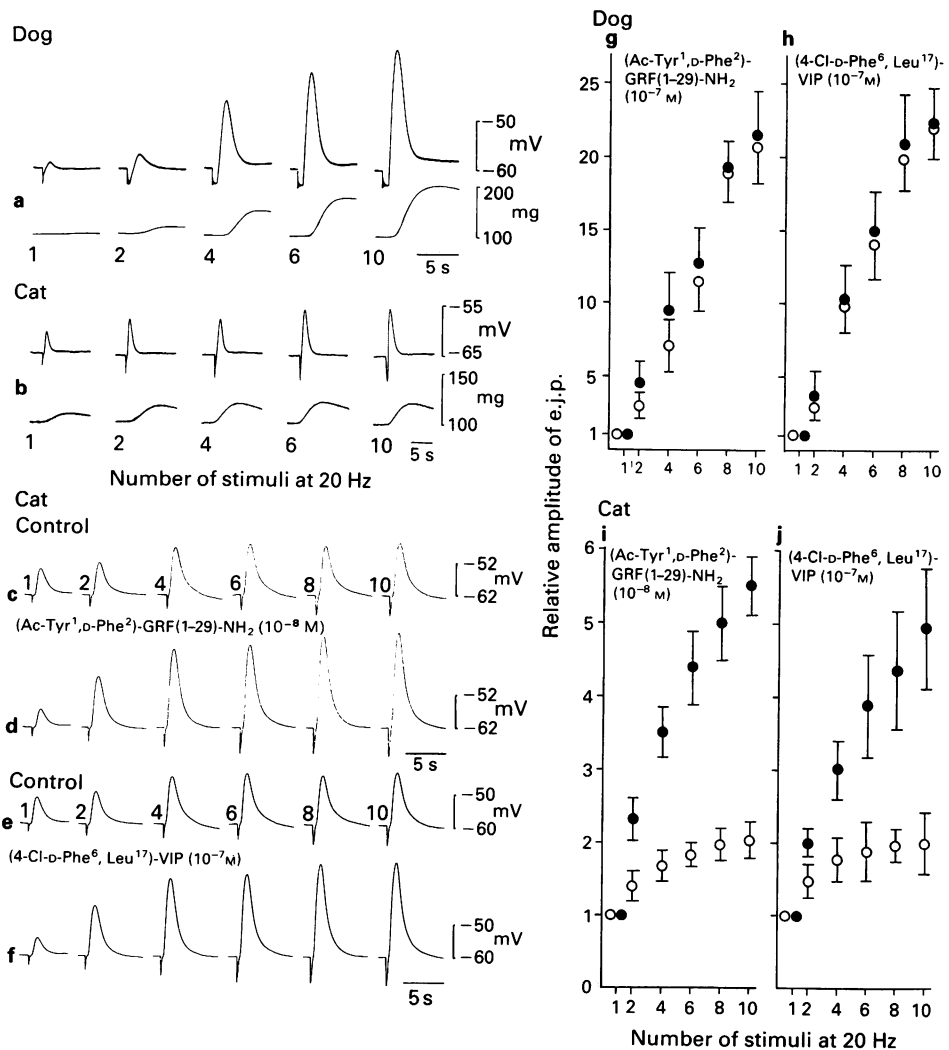 Dog
−50
mV
−60
a
200
mg
100
1 2 4 6 10
5 s
Cat
−55
mV
−65
b
150
mg
100
1 2 4 6 10
5 s
Number of stimuli at 20 Hz
Cat
Control
c
1 2 4 6 8 10
−52
mV
−62
(Ac-Tyr¹,D-Phe²)-GRF(1–29)-NH₂ (10⁻⁸ M)
d
−52
mV
−62
5 s
Control
e
1 2 4 6 8 10
−50
mV
−60
(4-Cl-D-Phe⁶, Leu¹⁷)-VIP (10⁻⁷M)
f
−50
mV
−60
5 s
Relative amplitude of e.j.p.
Dog
g
(Ac-Tyr¹,D-Phe²)-
GRF(1–29)-NH₂
(10⁻⁷ M)
25
20
15
10
5
1
1 2 4 6 8 10
h
(4-Cl-D-Phe⁶, Leu¹⁷)-
VIP (10⁻⁷M)
1 2 4 6 8 10
Cat
i
(Ac-Tyr¹,D-Phe²)-
GRF(1–29)-NH₂
(10⁻⁸ M)
6
5
4
3
2
1
0
1 2 4 6 8 10
j
(4-Cl-D-Phe⁶, Leu¹⁷)-
VIP (10⁻⁷M)
1 2 4 6 8 10
Number of stimuli at 20 Hz